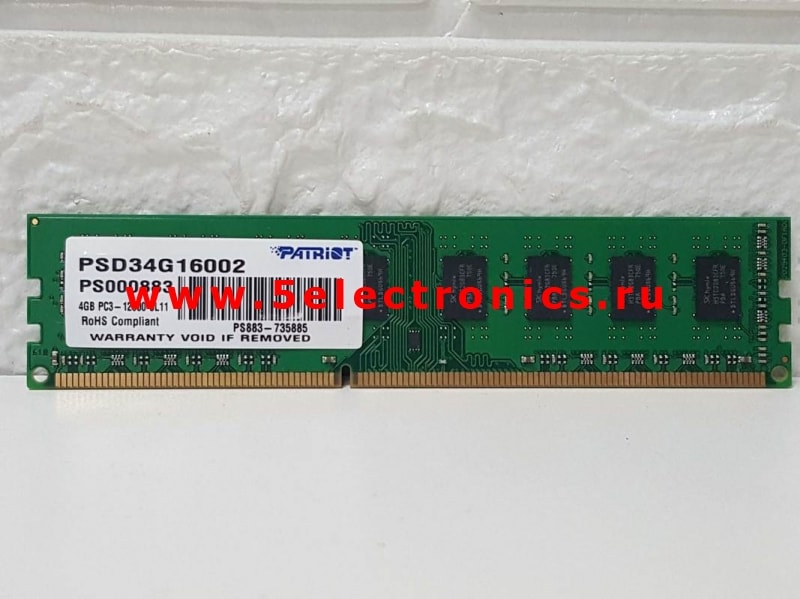 PATRIOT
PSD34G16002
PS000883
www.5electronics.ru
4GB PC3-12800 CL11
RoHS Compliant
PS883-735885
WARRANTY VOID IF REMOVED